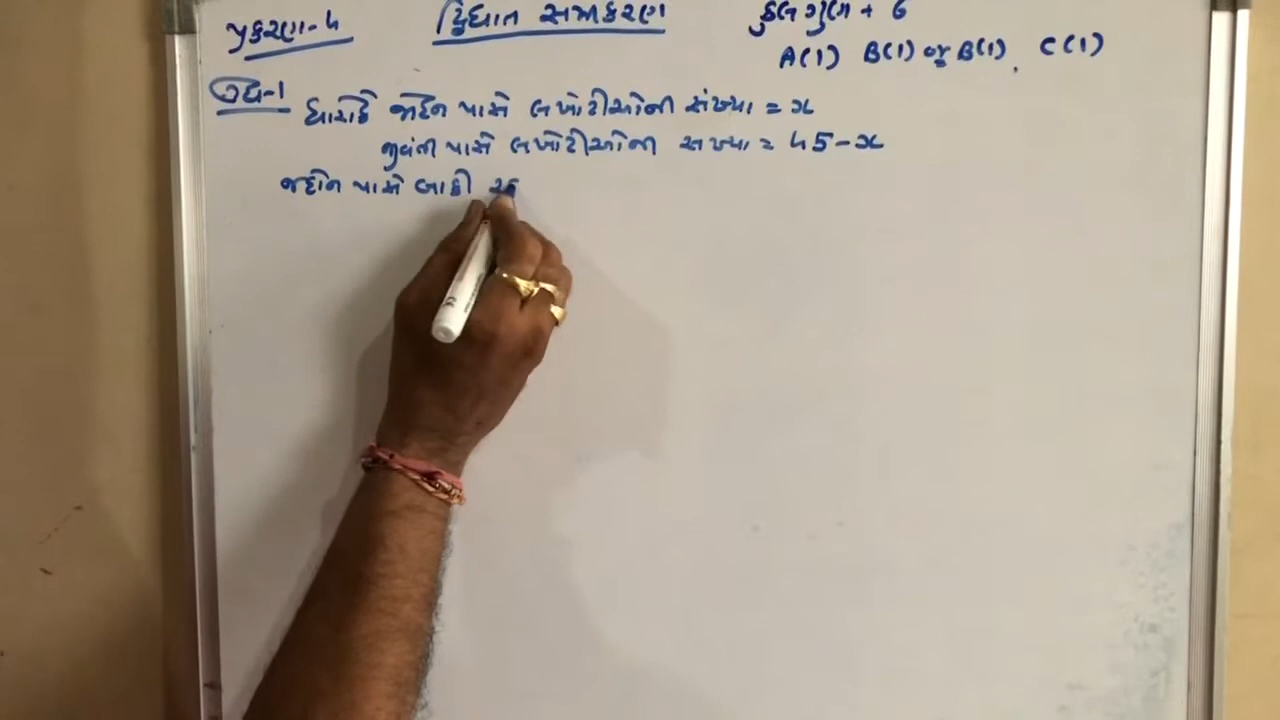 પ્રકરણ-4 દ્વિઘાત સમીકરણ કુલ ગુણ + 6
A(1) B(1) or B(1), C(1)
ઉદા-1 ધારોકે જહોન પાસે લખોટીઓની સંખ્યા = x
જીવંતી પાસે લખોટીઓની સંખ્યા = 45-x
જહોન પાસે બાકી